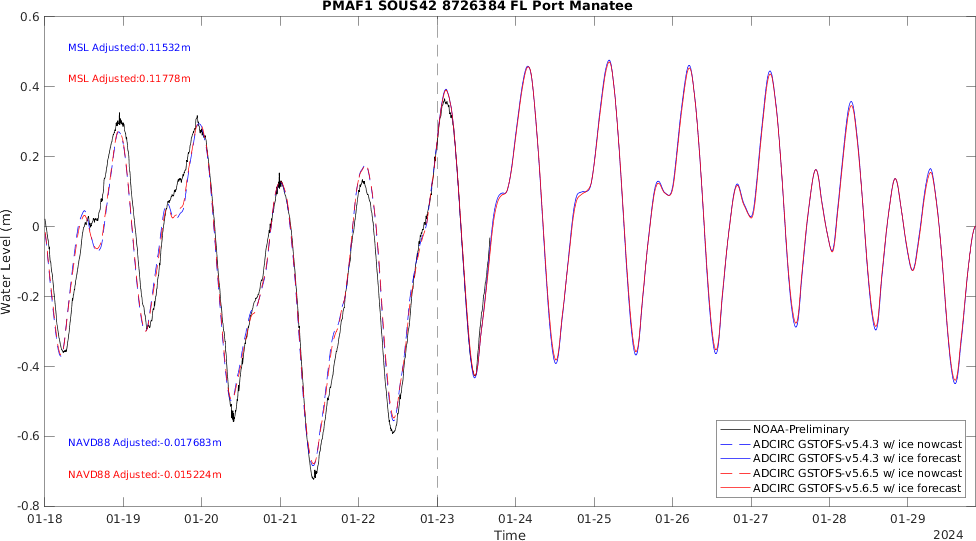 PMAF1 SOUS42 8726384 FL Port Manatee
0.6
MSL Adjusted:0.11532m
MSL Adjusted:0.11778m
0.4
0.2
0
-0.2
-0.4
-0.6
-0.8
Water Level (m)
NAVD88 Adjusted:-0.017683m
NAVD88 Adjusted:-0.015224m
NOAA-Preliminary
ADCIRC GSTOFS-v5.4.3 w/ ice nowcast
ADCIRC GSTOFS-v5.4.3 w/ ice forecast
ADCIRC GSTOFS-v5.6.5 w/ ice nowcast
ADCIRC GSTOFS-v5.6.5 w/ ice forecast
01-18 01-19 01-20 01-21 01-22 01-23 01-24 01-25 01-26 01-27 01-28 01-29
Time
2024